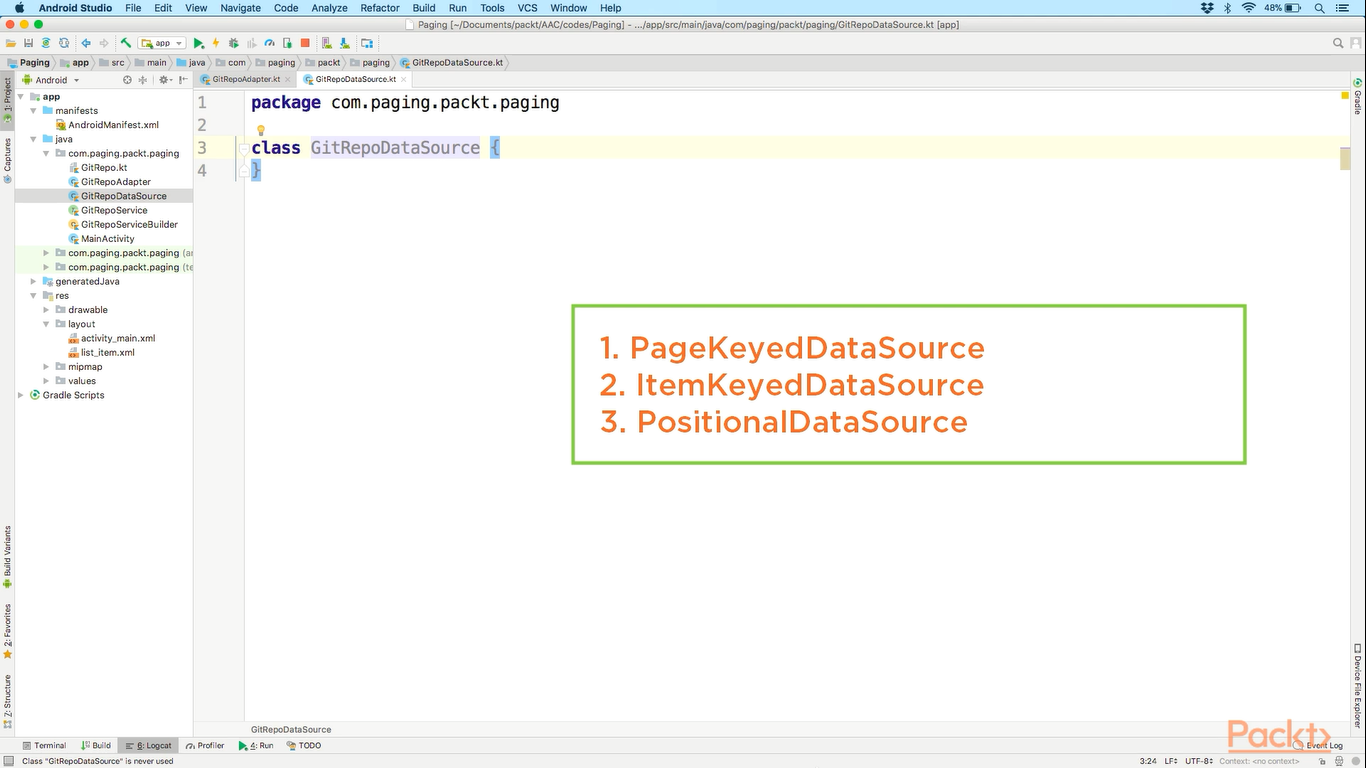 Android Studio File Edit View Navigate Code Analyze Refactor Build Run Tools VCS Window Help 48%
Paging [~/Documents/packt/AAC/codes/Paging] - .../app/src/main/java/com/paging/packt/paging/GitRepoDataSource.kt [app]
app
Paging app src main java com paging packt paging GitRepoDataSource.kt
Android GitRepoAdapter.kt GitRepoDataSource.kt
1: Project
Captures
Build Variants
2: Favorites
Z: Structure
app
manifests
AndroidManifest.xml
java
com.paging.packt.paging
GitRepo.kt
GitRepoAdapter
GitRepoDataSource
GitRepoService
GitRepoServiceBuilder
MainActivity
com.paging.packt.paging (ar
com.paging.packt.paging (te
generatedJava
res
drawable
layout
activity_main.xml
list_item.xml
mipmap
values
Gradle Scripts
1 package com.paging.packt.paging
2
3 class GitRepoDataSource {
4 }
1. PageKeyedDataSource
2. ItemKeyedDataSource
3. PositionalDataSource
Gradle
Device File Explorer
GitRepoDataSource
Packt>
Terminal Build 6: Logcat Profiler 4: Run TODO Event Log
Class "GitRepoDataSource" is never used 3:24 LF÷ UTF-8÷ Context: <no context>